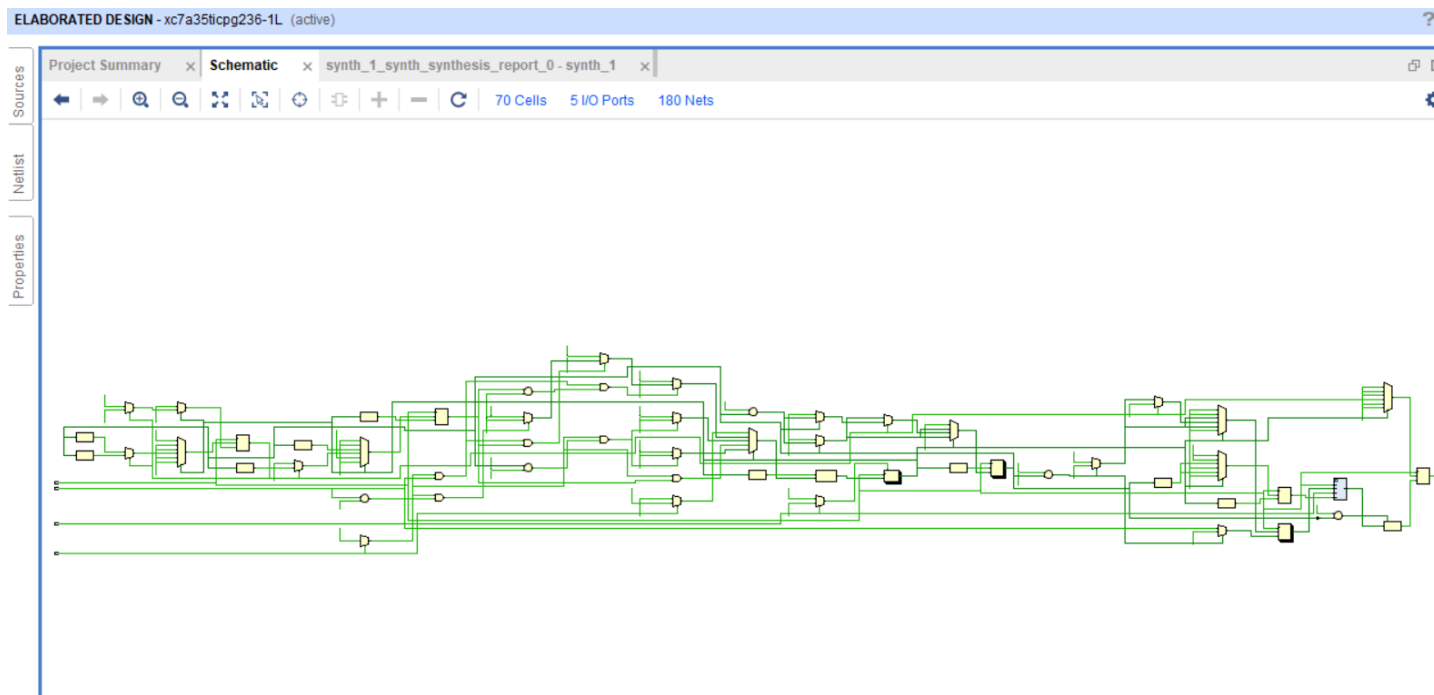 ELABORATED DESIGN - xc7a35ticpg236-1L (active)
?
Sources
Netlist
Properties
Project Summary × Schematic × synth_1_synth_synthesis_report_0 - synth_1 ×
70 Cells 5 I/O Ports 180 Nets